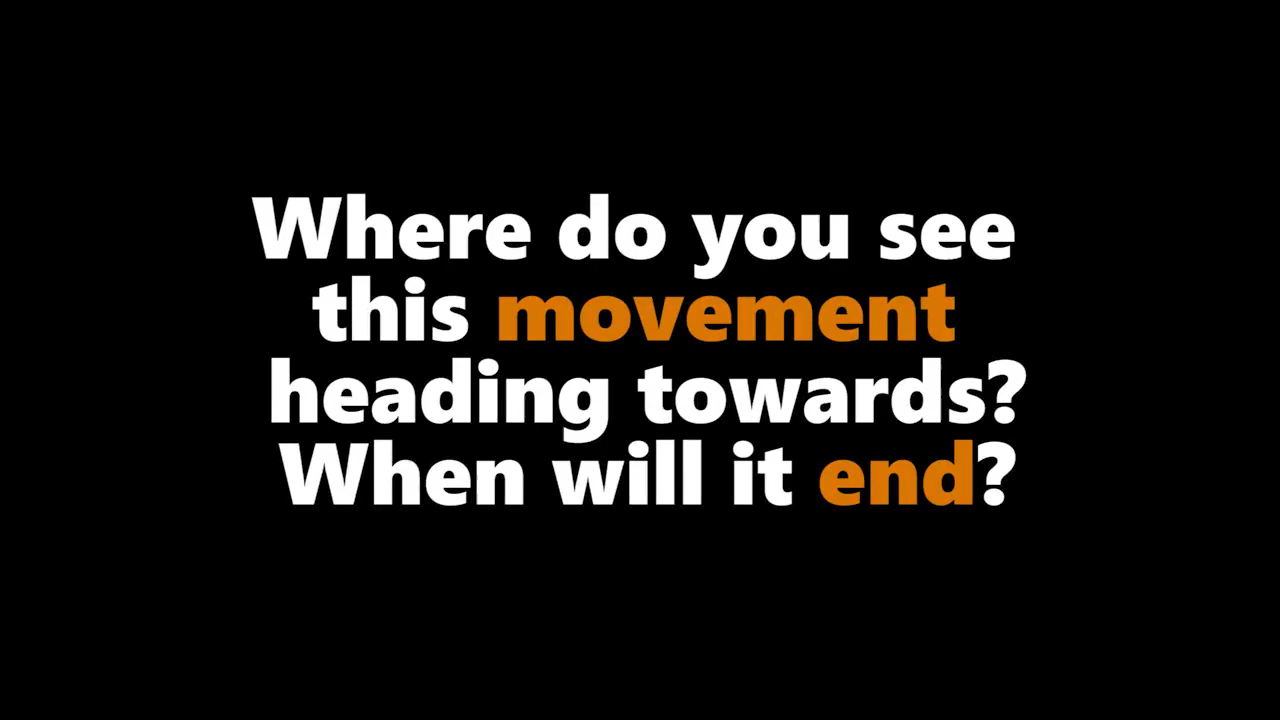 Where do you see
this movement
heading towards?
When will it end?